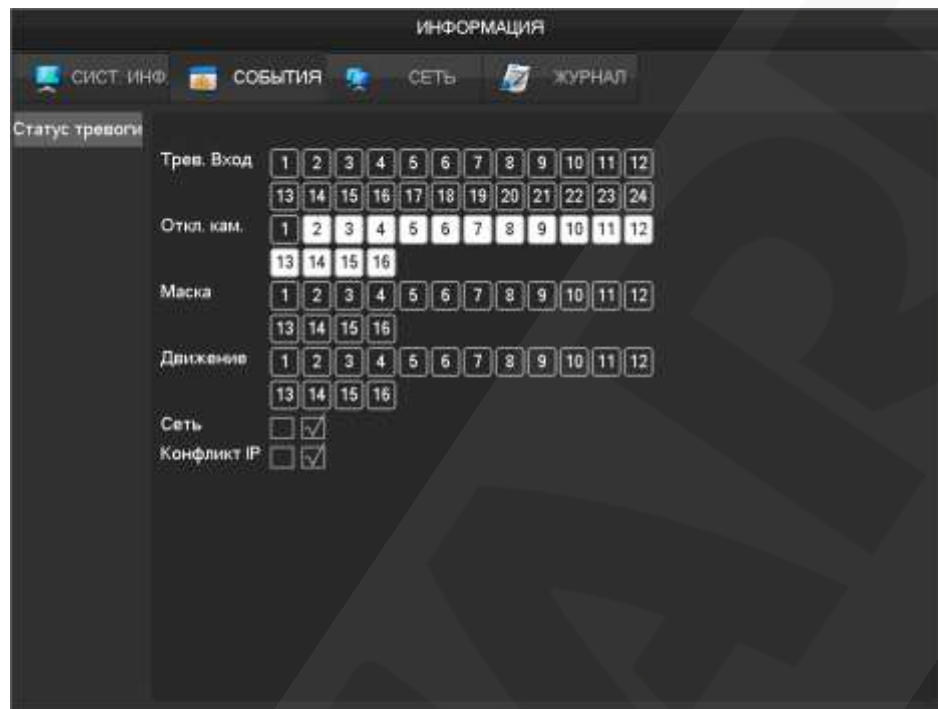 ИНФОРМАЦИЯ
СИСТ. ИНФ. СОБЫТИЯ СЕТЬ ЖУРНАЛ
Статус тревоги
Трев. Вход 1 2 3 4 5 6 7 8 9 10 11 12
13 14 15 16 17 18 19 20 21 22 23 24
Откл. кам. 1 2 3 4 5 6 7 8 9 10 11 12
13 14 15 16
Маска 1 2 3 4 5 6 7 8 9 10 11 12
13 14 15 16
Движение 1 2 3 4 5 6 7 8 9 10 11 12
13 14 15 16
Сеть
Конфликт IP